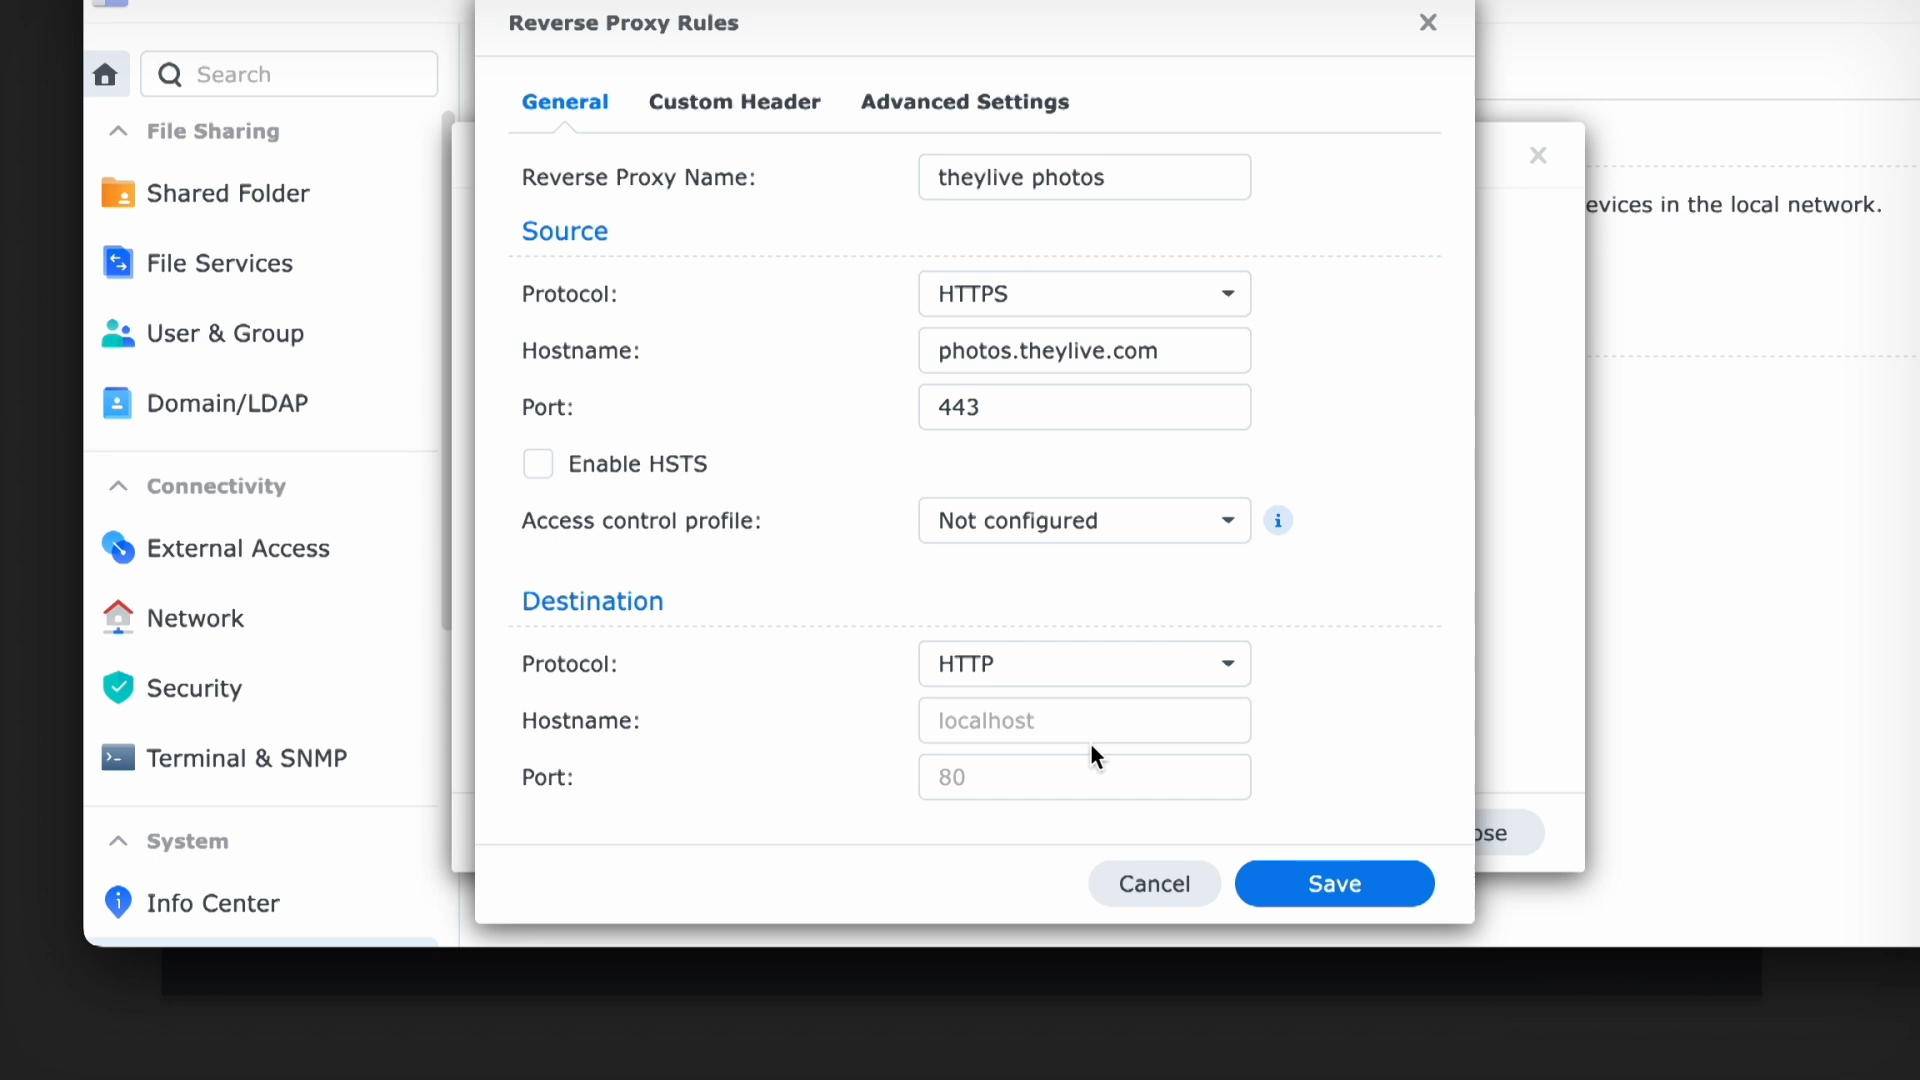 Reverse Proxy Rules
Search
General
Custom Header
Advanced Settings
File Sharing
Reverse Proxy Name:
theylive photos
Shared Folder
evices in the local network.
Source
File Services
Protocol:
HTTPS
User & Group
Hostname:
photos.theylive.com
Domain/LDAP
Port:
443
Enable HSTS
Connectivity
Access control profile:
Not configured
i
External Access
Destination
Network
Protocol:
HTTP
Security
Hostname:
localhost
Terminal & SNMP
Port:
80
System
ose
Info Center
Cancel
Save